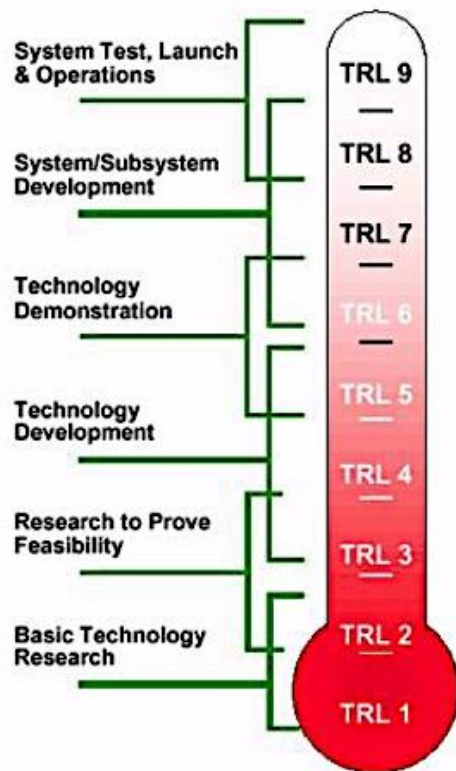 System Test, Launch
& Operations
System/Subsystem
Development
Technology
Demonstration
Technology
Development
Research to Prove
Feasibility
Basic Technology
Research
TRL 9
TRL 8
TRL 7
TRL 6
TRL 5
TRL 4
TRL 3
TRL 2
TRL 1